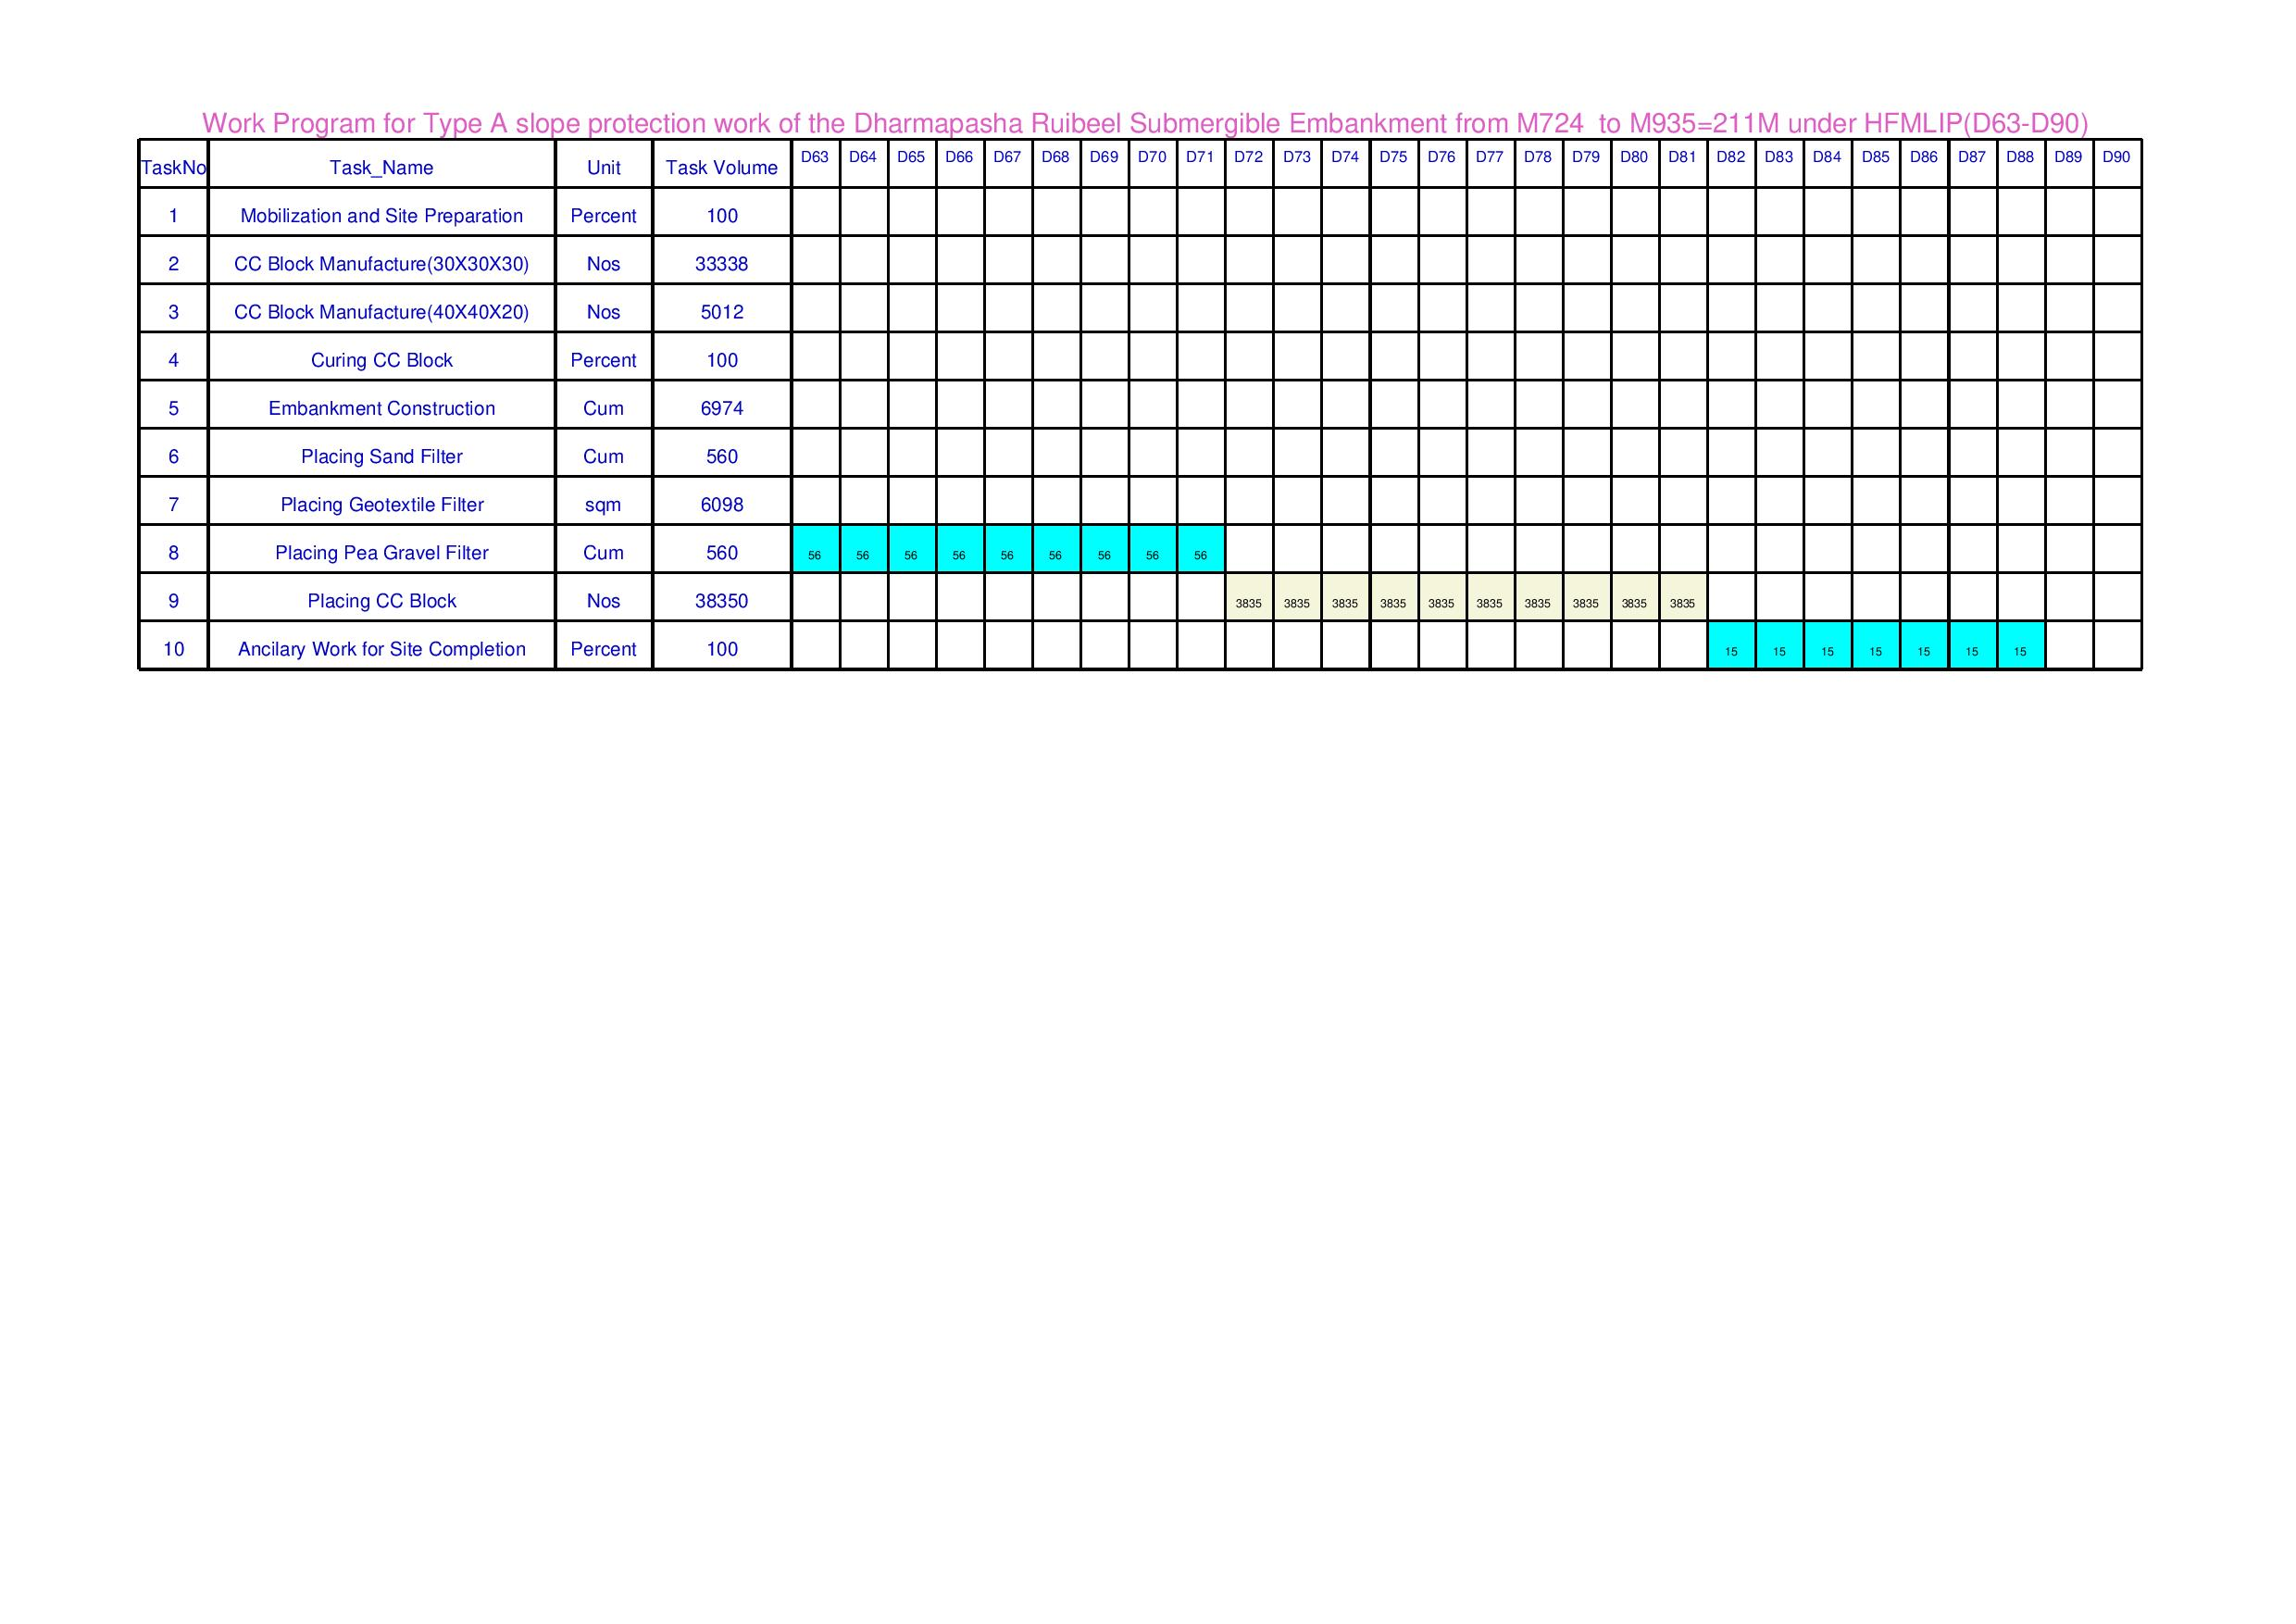 Work Program for Type A slope protection work of the Dharmapasha Ruibeel Submergible Embankment from M724 to M935=211M under HFMLIP(D63-D90)
TaskNo Task_Name Unit Task Volume D63 D64 D65 D66 D67 D68 D69 D70 D71 D72 D73 D74 D75 D76 D77 D78 D79 D80 D81 D82 D83 D84 D85 D86 D87 D88 D89 D90
1 Mobilization and Site Preparation Percent 100
2 CC Block Manufacture(30X30X30) Nos 33338
3 CC Block Manufacture(40X40X20) Nos 5012
4 Curing CC Block Percent 100
5 Embankment Construction Cum 6974
6 Placing Sand Filter Cum 560
7 Placing Geotextile Filter sqm 6098
8 Placing Pea Gravel Filter Cum 560 56 56 56 56 56 56 56 56 56
9 Placing CC Block Nos 38350 3835 3835 3835 3835 3835 3835 3835 3835 3835 3835
10 Ancilary Work for Site Completion Percent 100 15 15 15 15 15 15 15